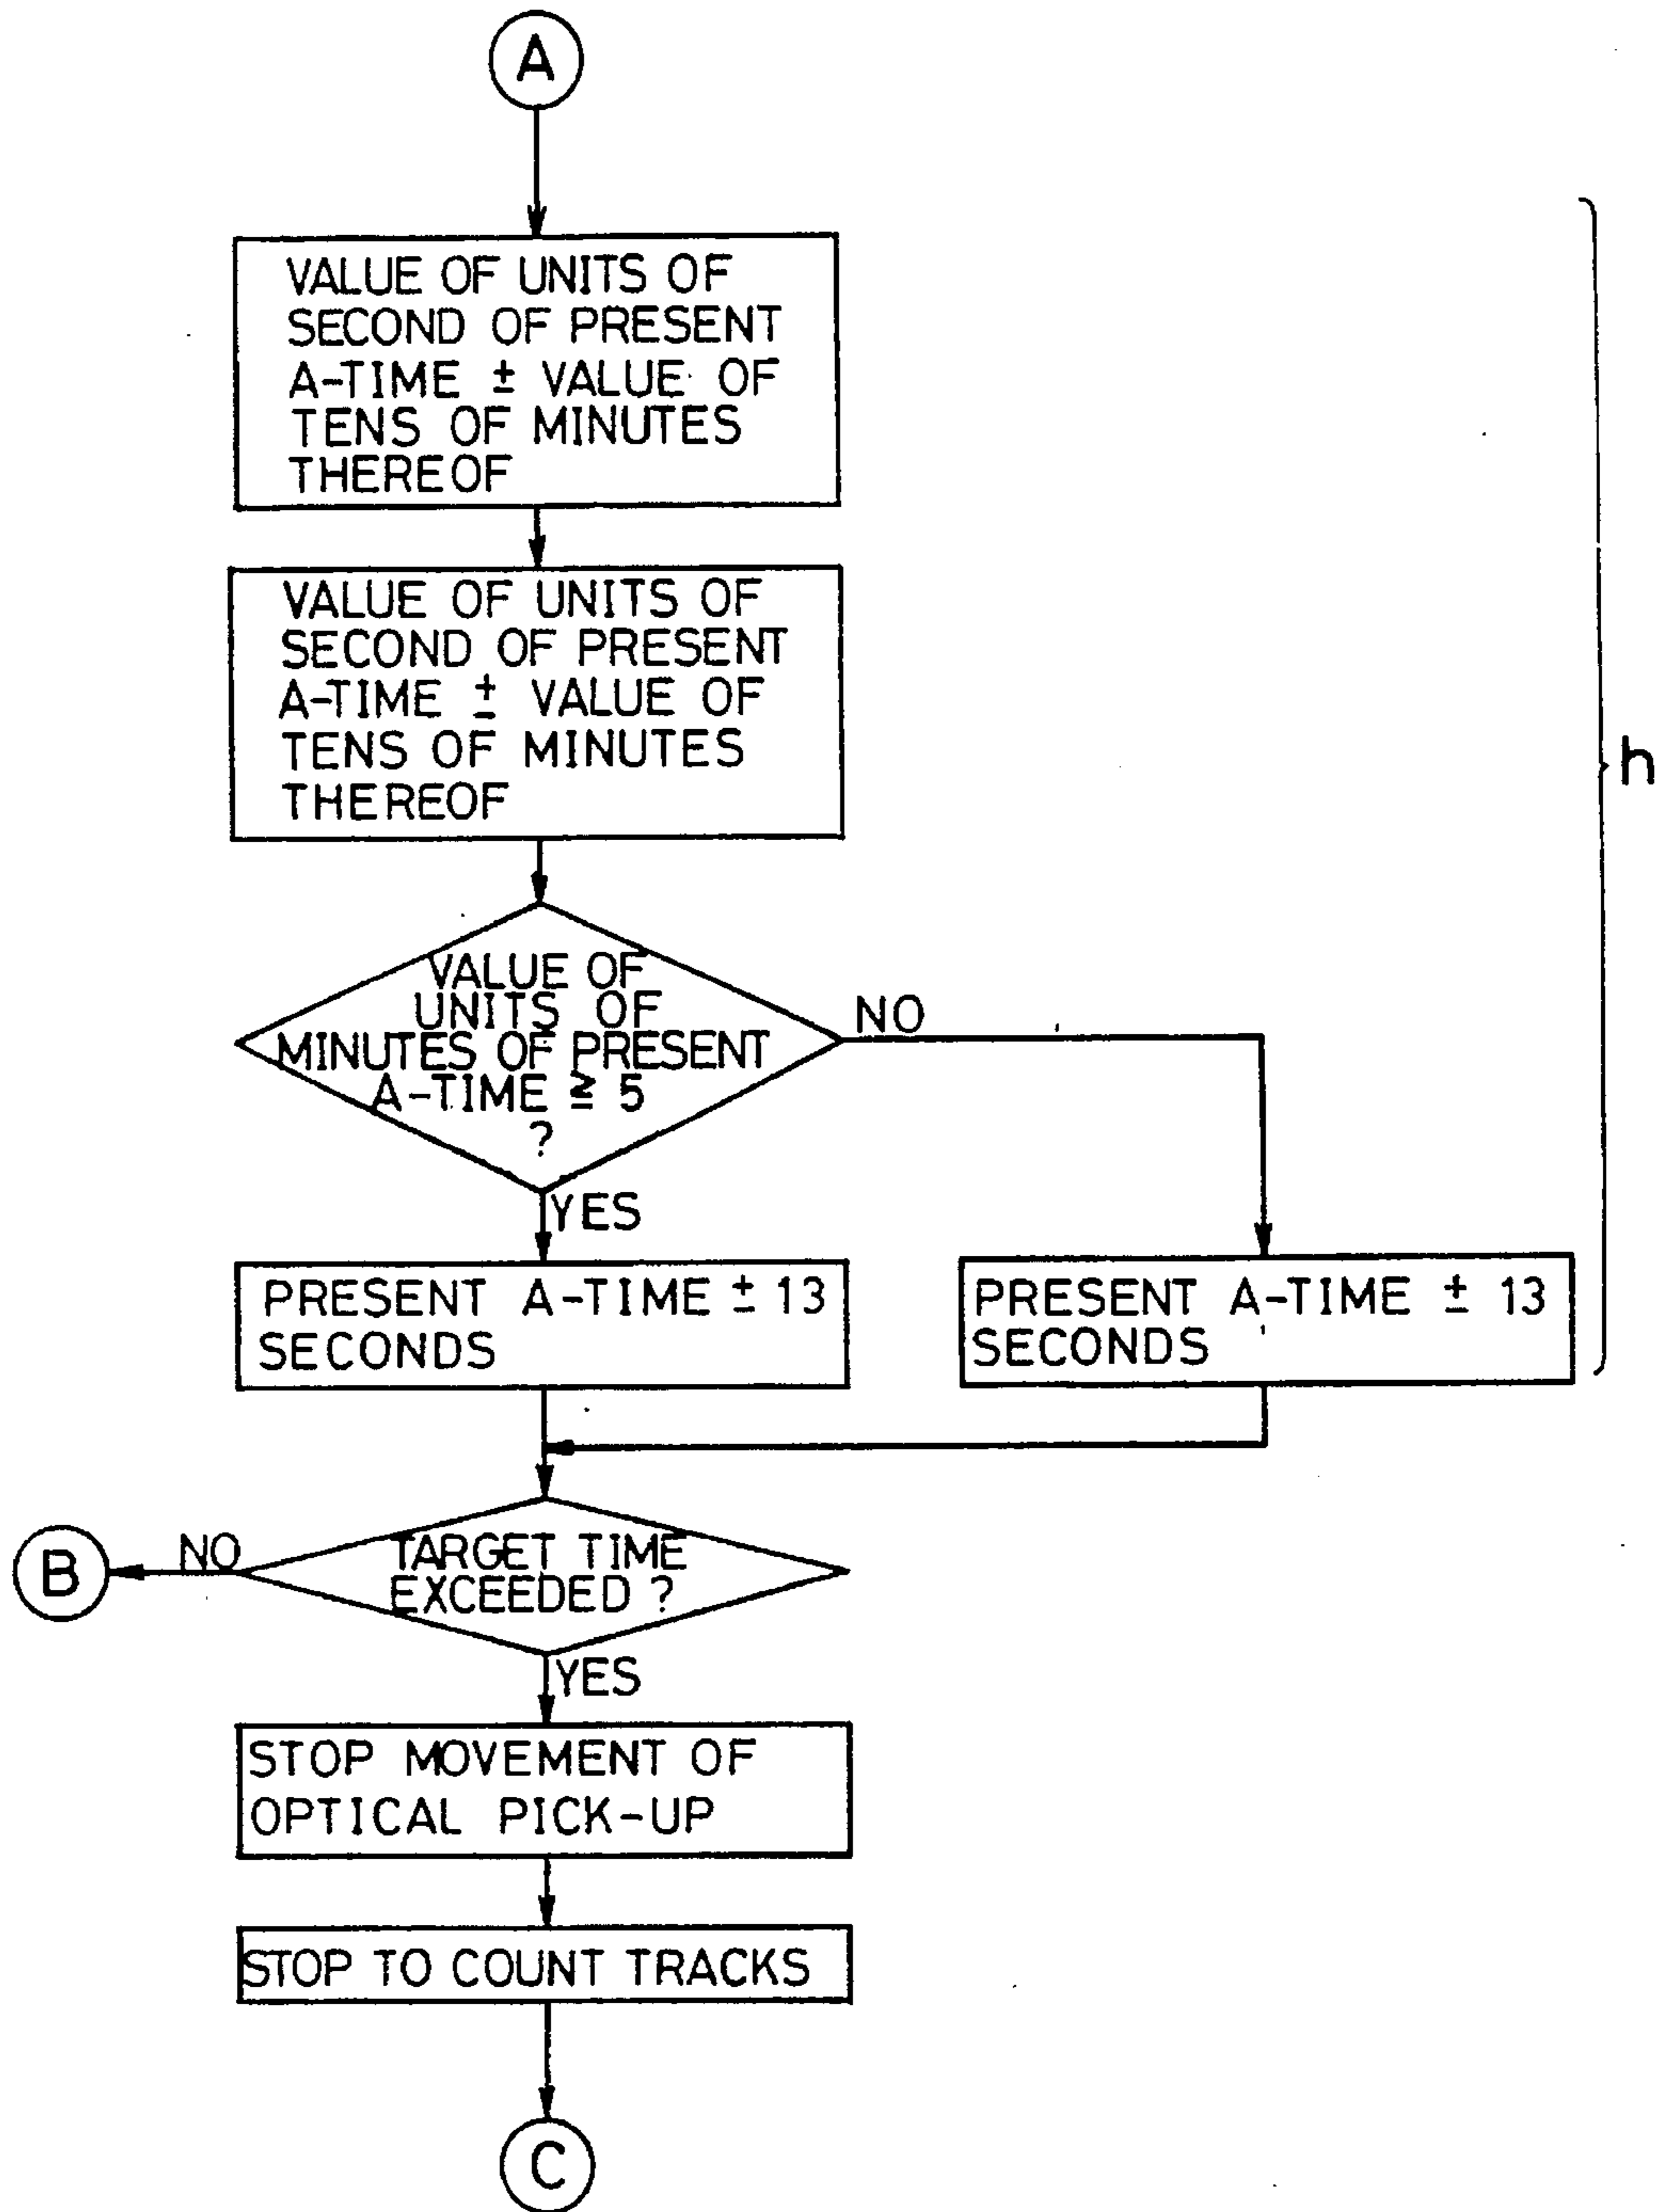 A
VALUE OF UNITS OF
SECOND OF PRESENT
A-TIME ± VALUE OF
TENS OF MINUTES
THEREOF
VALUE OF UNITS OF
SECOND OF PRESENT
A-TIME ± VALUE OF
TENS OF MINUTES
THEREOF
h
VALUE OF
UNITS OF
MINUTES OF PRESENT
A-TIME ≥ 5
?
NO
YES
PRESENT A-TIME ± 13
SECONDS
PRESENT A-TIME ± 13
SECONDS
B
NO
TARGET TIME
EXCEEDED ?
YES
STOP MOVEMENT OF
OPTICAL PICK-UP
STOP TO COUNT TRACKS
C